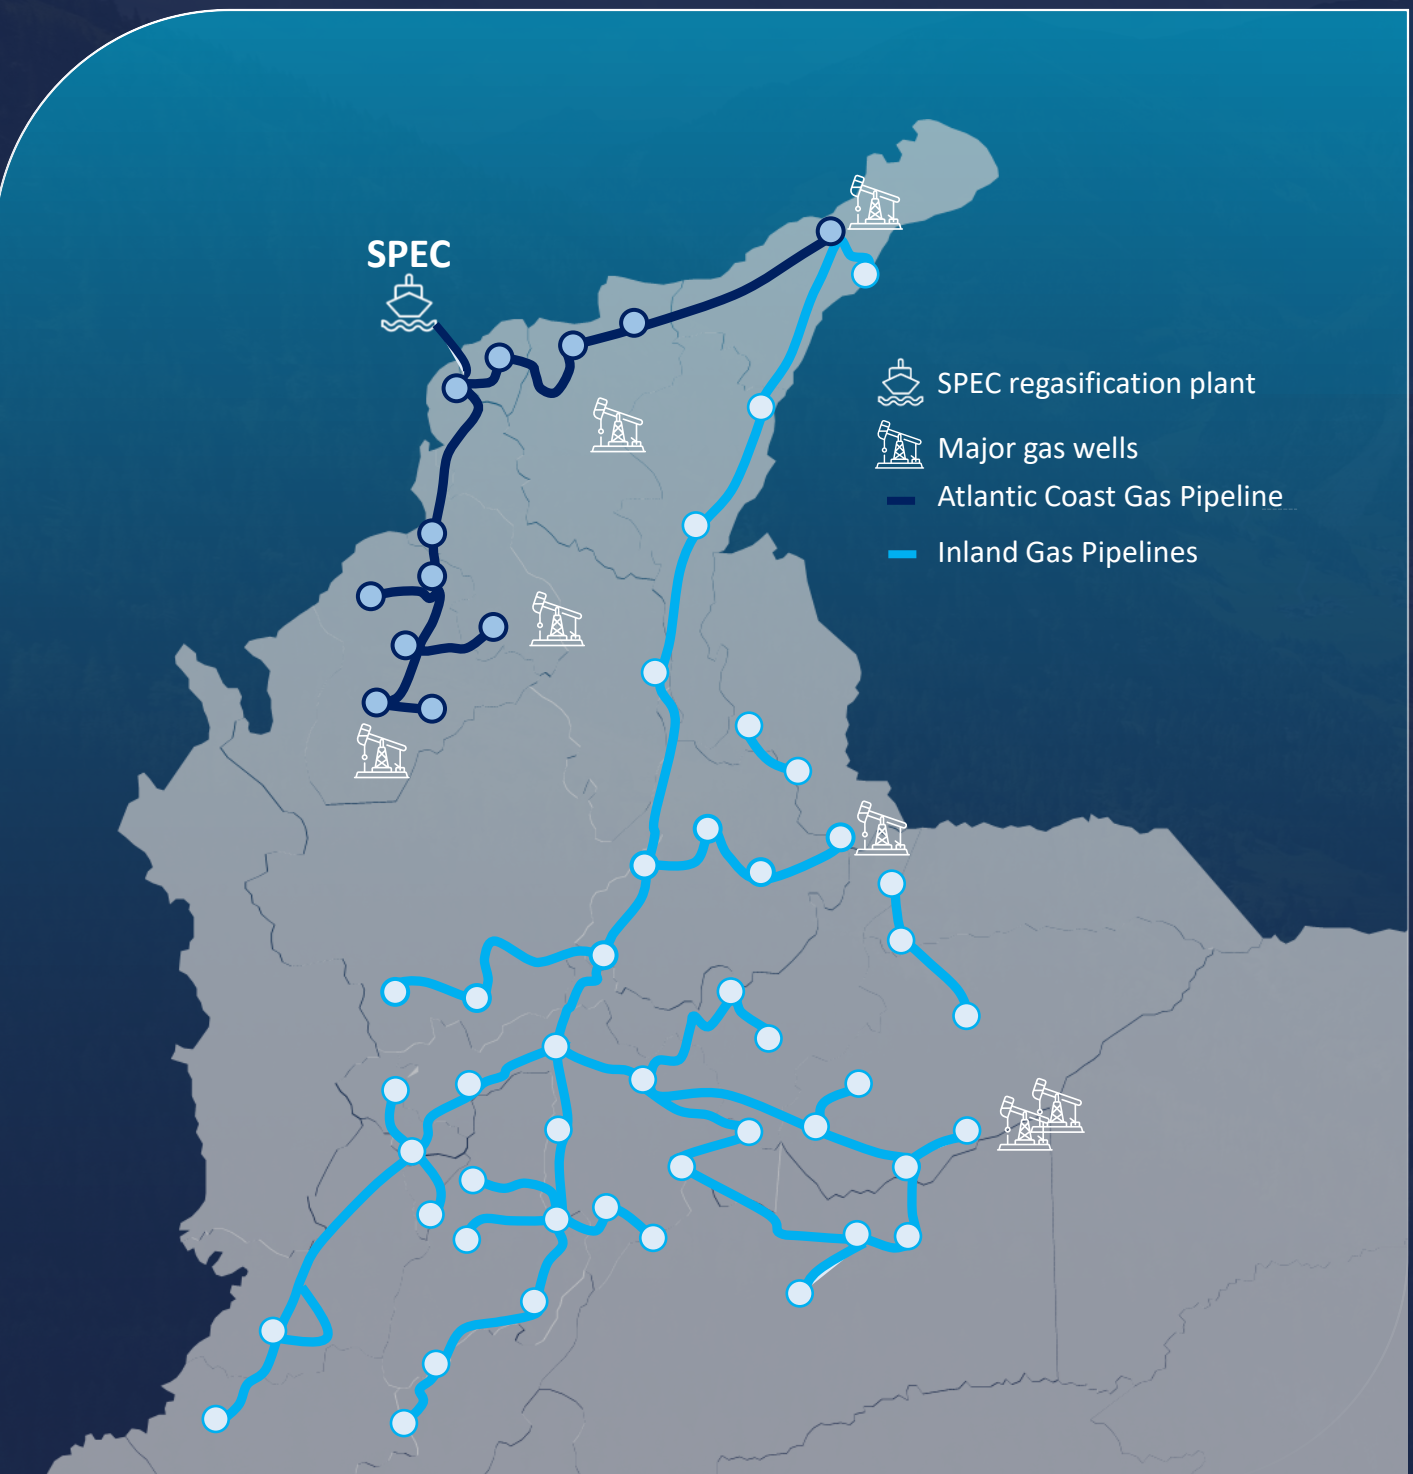 SPEC
SPEC regasification plant
Major gas wells
Atlantic Coast Gas Pipeline
Inland Gas Pipelines